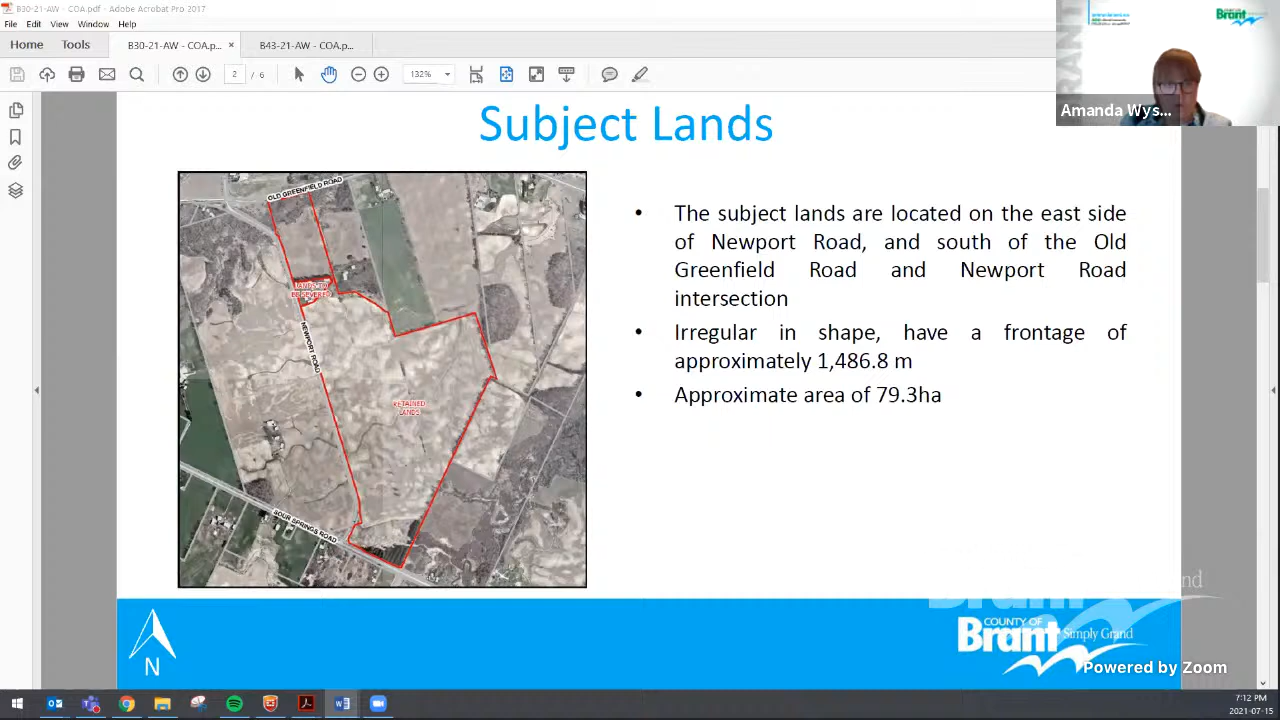 B30-21-AW - COA.pdf - Adobe Acrobat Pro 2017
File Edit View Window Help
Home Tools B30-21-AW - COA.p... × B43-21-AW - COA.p...
2 / 6 132%
Amanda Wys...
Subject Lands
OLD GREENFIELD ROAD
LANDS TO
BE SEVERED
NEWPORT ROAD
RETAINED
LANDS
SOUR SPRINGS ROAD
• The subject lands are located on the east side
of Newport Road, and south of the Old
Greenfield Road and Newport Road
intersection
• Irregular in shape, have a frontage of
approximately 1,486.8 m
• Approximate area of 79.3ha
N
COUNTY OF
Brant Simply Grand
Powered by Zoom
7:12 PM
2021-07-15